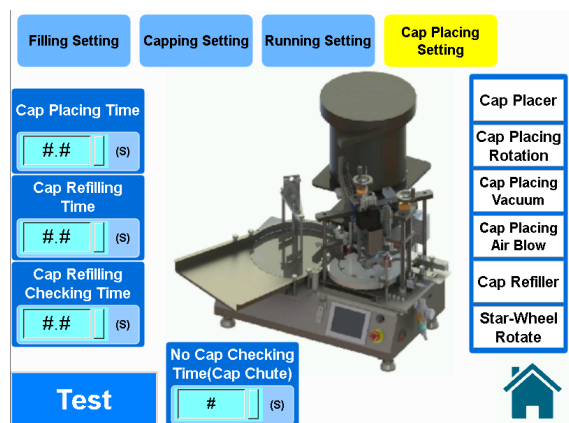 Filling Setting
Capping Setting
Running Setting
Cap Placing
Setting
Cap Placing Time
#.# (S)
Cap Refilling
Time
#.# (S)
Cap Refilling
Checking Time
#.# (S)
No Cap Checking
Time(Cap Chute)
# (S)
Test
Cap Placer
Cap Placing
Rotation
Cap Placing
Vacuum
Cap Placing
Air Blow
Cap Refiller
Star-Wheel
Rotate